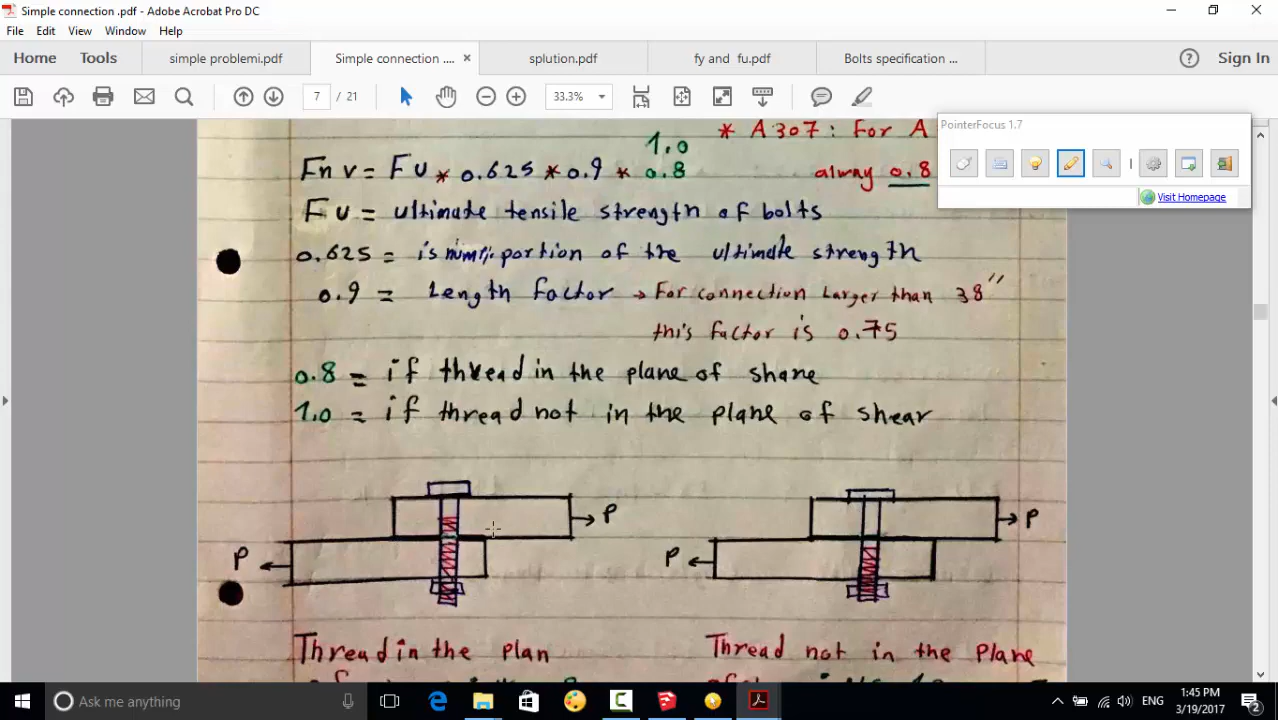 Simple connection .pdf - Adobe Acrobat Pro DC
File Edit View Window Help
Home Tools simple problemi.pdf Simple connection .... × splution.pdf fy and fu.pdf Bolts specification ... Sign In
7 / 21 33.3%
PointerFocus 1.7
Visit Homepage
* A307: For A
alway 0.8
1.0
Fnv = Fu * 0.625 * 0.9 * 0.8
Fu = ultimate tensile strength of bolts
0.625 = is portion of the ultimate strength
0.9 = Length factor → For connection Larger than 38"
this factor is 0.75
0.8 = if thread in the plane of share
1.0 = if thread not in the plane of shear
P P P P
Thread in the plan Thread not in the plane
Ask me anything
ENG 1:45 PM
3/19/2017
2